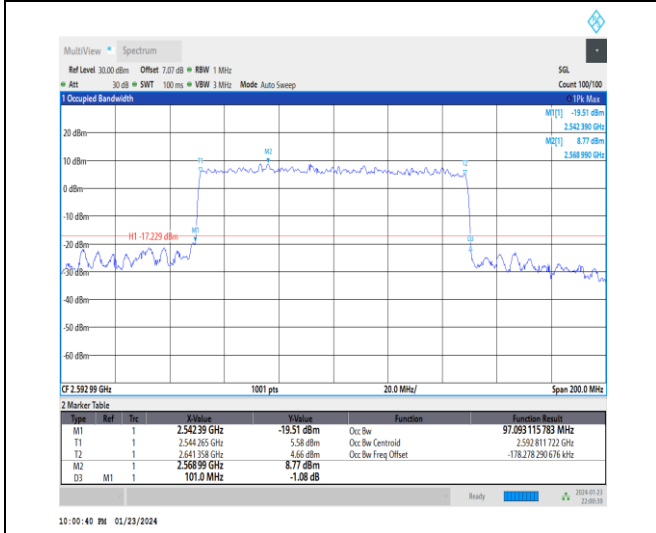 MultiView Spectrum
Ref Level 30.00 dBm Offset 7.07 dB RBW 1 MHz SGL
Att 30 dB SWT 100 ms VBW 3 MHz Mode Auto Sweep Count 100/100
1 Occupied Bandwidth 1Pk Max
M1[1] -19.51 dBm
2.542 390 GHz
M2[1] 8.77 dBm
2.568 990 GHz
20 dBm
M2
10 dBm
T1 T2
0 dBm
-10 dBm
M1
H1 -17.229 dBm
D3
-20 dBm
-30 dBm
-40 dBm
-50 dBm
-60 dBm
CF 2.592 99 GHz 1001 pts 20.0 MHz/ Span 200.0 MHz
2 Marker Table
Type Ref Trc X-Value Y-Value Function Function Result
M1 1 2.542 39 GHz -19.51 dBm Occ Bw 97.093 115 783 MHz
T1 1 2.544 265 GHz 5.58 dBm Occ Bw Centroid 2.592 811 722 GHz
T2 1 2.641 358 GHz 4.66 dBm Occ Bw Freq Offset -178.278 290 676 kHz
M2 1 2.568 99 GHz 8.77 dBm
D3 M1 1 101.0 MHz -1.08 dB
Ready 2024-01-23
22:00:39
10:00:40 PM 01/23/2024